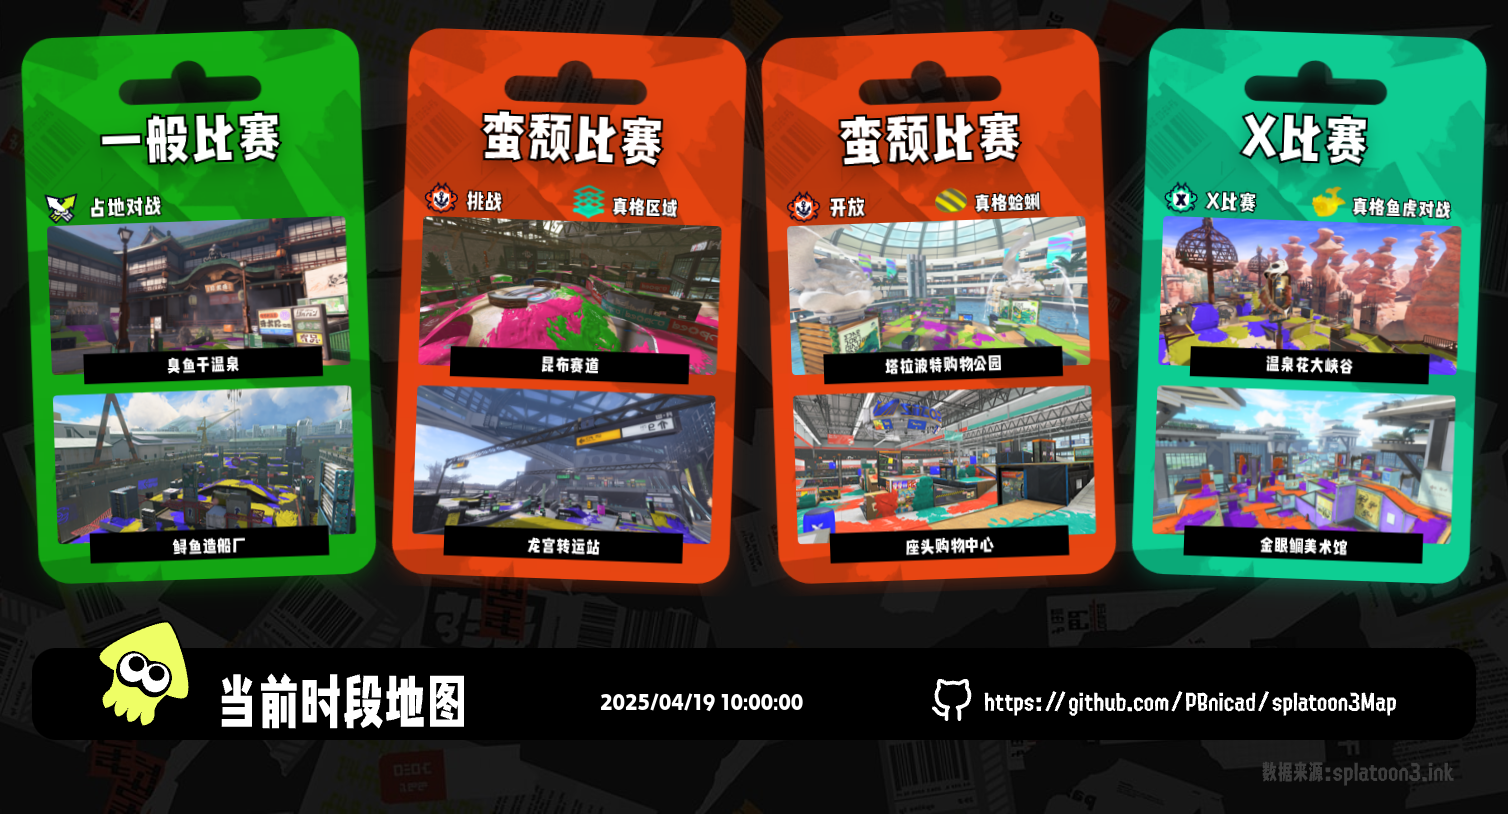 一般比赛
占地对战
臭鱼干温泉
鲟鱼造船厂
蛮颓比赛
挑战
真格区域
昆布赛道
龙宫转运站
蛮颓比赛
开放
真格蛤蜊
塔拉波特购物公园
座头购物中心
X比赛
X比赛
真格鱼虎对战
温泉花大峡谷
金眼鲷美术馆
当前时段地图
2025/04/19 10:00:00
https://github.com/PBnicad/splatoon3Map
数据来源:splatoon3.ink